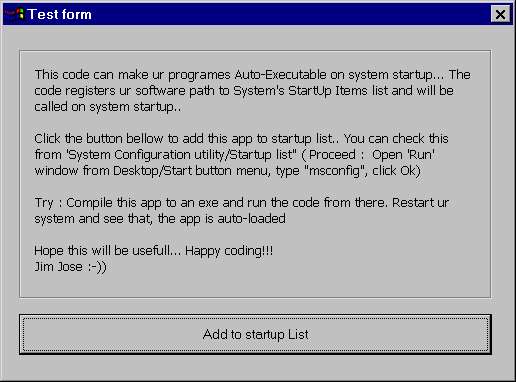 Test form
This code can make ur programes Auto-Executable on system startup... The
code registers ur software path to System's StartUp Items list and will be
called on system startup..
Click the button bellow to add this app to startup list.. You can check this
from 'System Configuration utility/Startup list" ( Proceed :  Open 'Run'
window from Desktop/Start button menu, type "msconfig", click Ok)
Try : Compile this app to an exe and run the code from there. Restart ur
system and see that, the app is auto-loaded
Hope this will be usefull... Happy coding!!!
Jim Jose :-))
Add to startup List